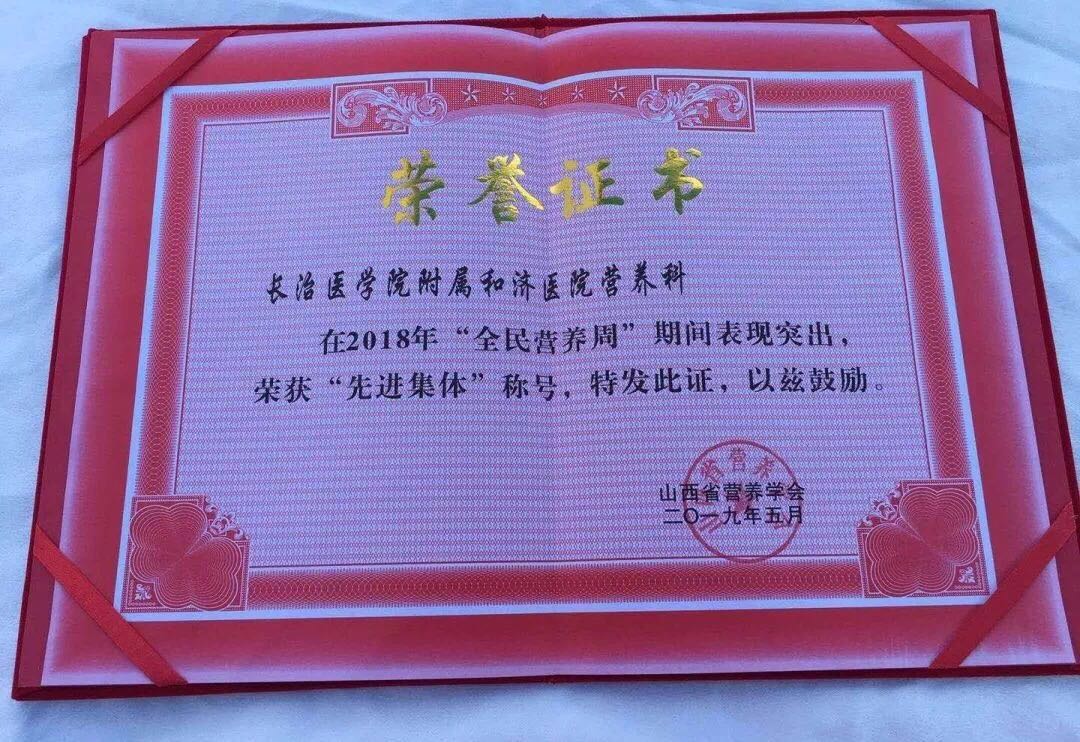 荣誉证书
长治医学院附属和济医院营养科
在2018年“全民营养周”期间表现突出，
荣获“先进集体”称号，特发此证，以兹鼓励。
省营养
山西省营养学会
二〇一九年五月